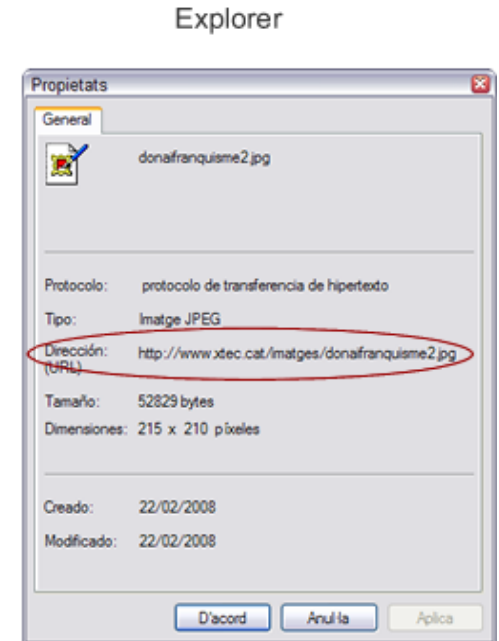 Explorer
Propietats
General
donafranquisme2.jpg
Protocolo: protocolo de transferencia de hipertexto
Tipo: Imatge JPEG
Dirección: http://www.xtec.cat/imatges/donaifranquisme2.jpg
(URL)
Tamaño: 52829 bytes
Dimensiones: 215 x 210 píxeles
Creado: 22/02/2008
Modificado: 22/02/2008
D'acord Anul·la Aplica